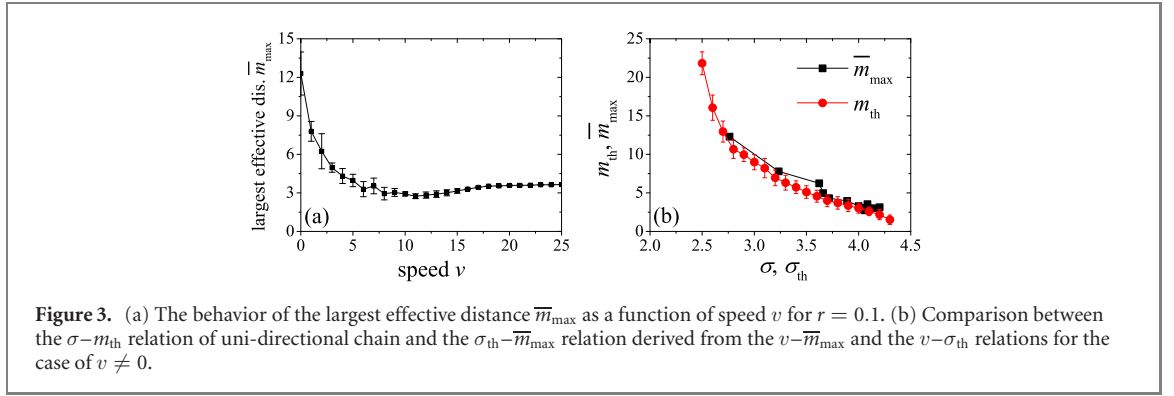 15
12
9
6
3
0
largest effective dis. m̅max
(a)
0 5 10 15 20 25
speed v
25
20
15
10
5
0
mth, m̅max
m̅max
mth
(b)
2.0 2.5 3.0 3.5 4.0 4.5
σ, σth
Figure 3. (a) The behavior of the largest effective distance m̅max as a function of speed v for r = 0.1. (b) Comparison between
the σ–mth relation of uni-directional chain and the σth–m̅max relation derived from the v–m̅max and the v–σth relations for the
case of v ≠ 0.